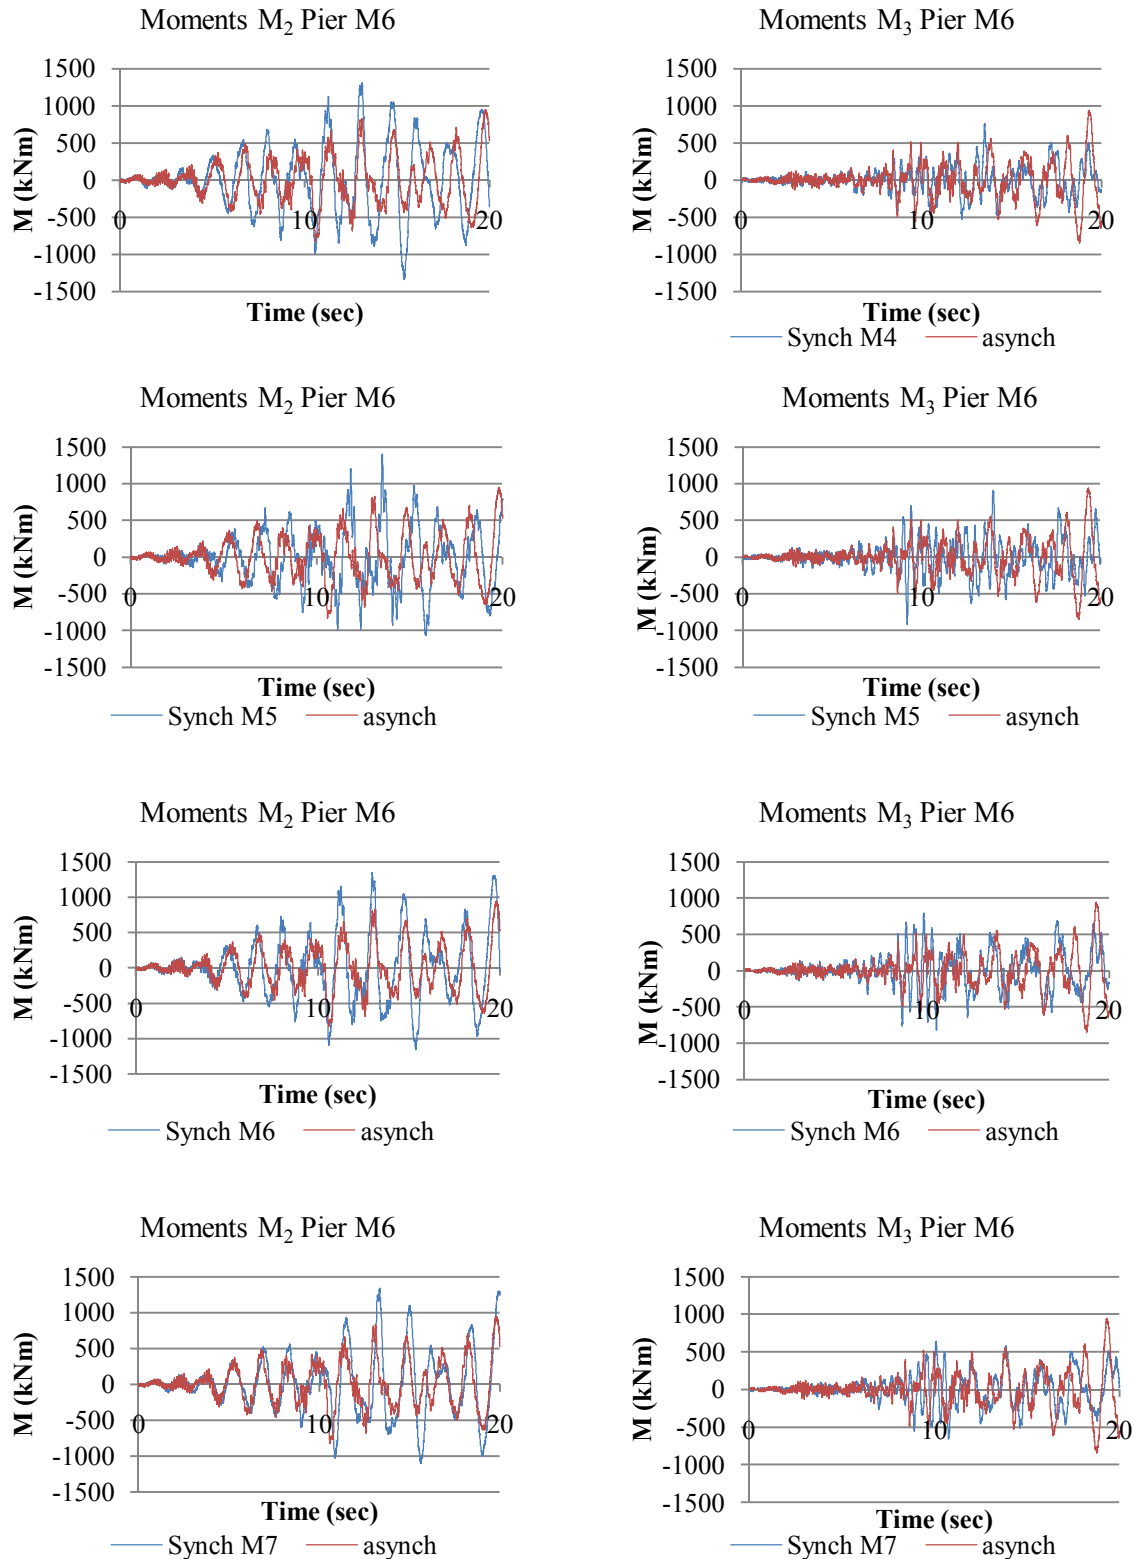 Moments M₂ Pier M6
1500
1000
500
0
-500
-1000
-1500
0
10
20
M (kNm)
Time (sec)
Moments M₃ Pier M6
1500
1000
500
0
-500
-1000
-1500
0
10
20
M (kNm)
Time (sec)
Synch M4
asynch
Moments M₂ Pier M6
1500
1000
500
0
-500
-1000
-1500
0
10
20
M (kNm)
Time (sec)
Synch M5
asynch
Moments M₃ Pier M6
1500
1000
500
0
-500
-1000
-1500
0
10
20
M (kNm)
Time (sec)
Synch M5
asynch
Moments M₂ Pier M6
1500
1000
500
0
-500
-1000
-1500
0
10
20
M (kNm)
Time (sec)
Synch M6
asynch
Moments M₃ Pier M6
1500
1000
500
0
-500
-1000
-1500
0
10
20
M (kNm)
Time (sec)
Synch M6
asynch
Moments M₂ Pier M6
1500
1000
500
0
-500
-1000
-1500
0
10
20
M (kNm)
Time (sec)
Synch M7
asynch
Moments M₃ Pier M6
1500
1000
500
0
-500
-1000
-1500
0
10
20
M (kNm)
Time (sec)
Synch M7
asynch